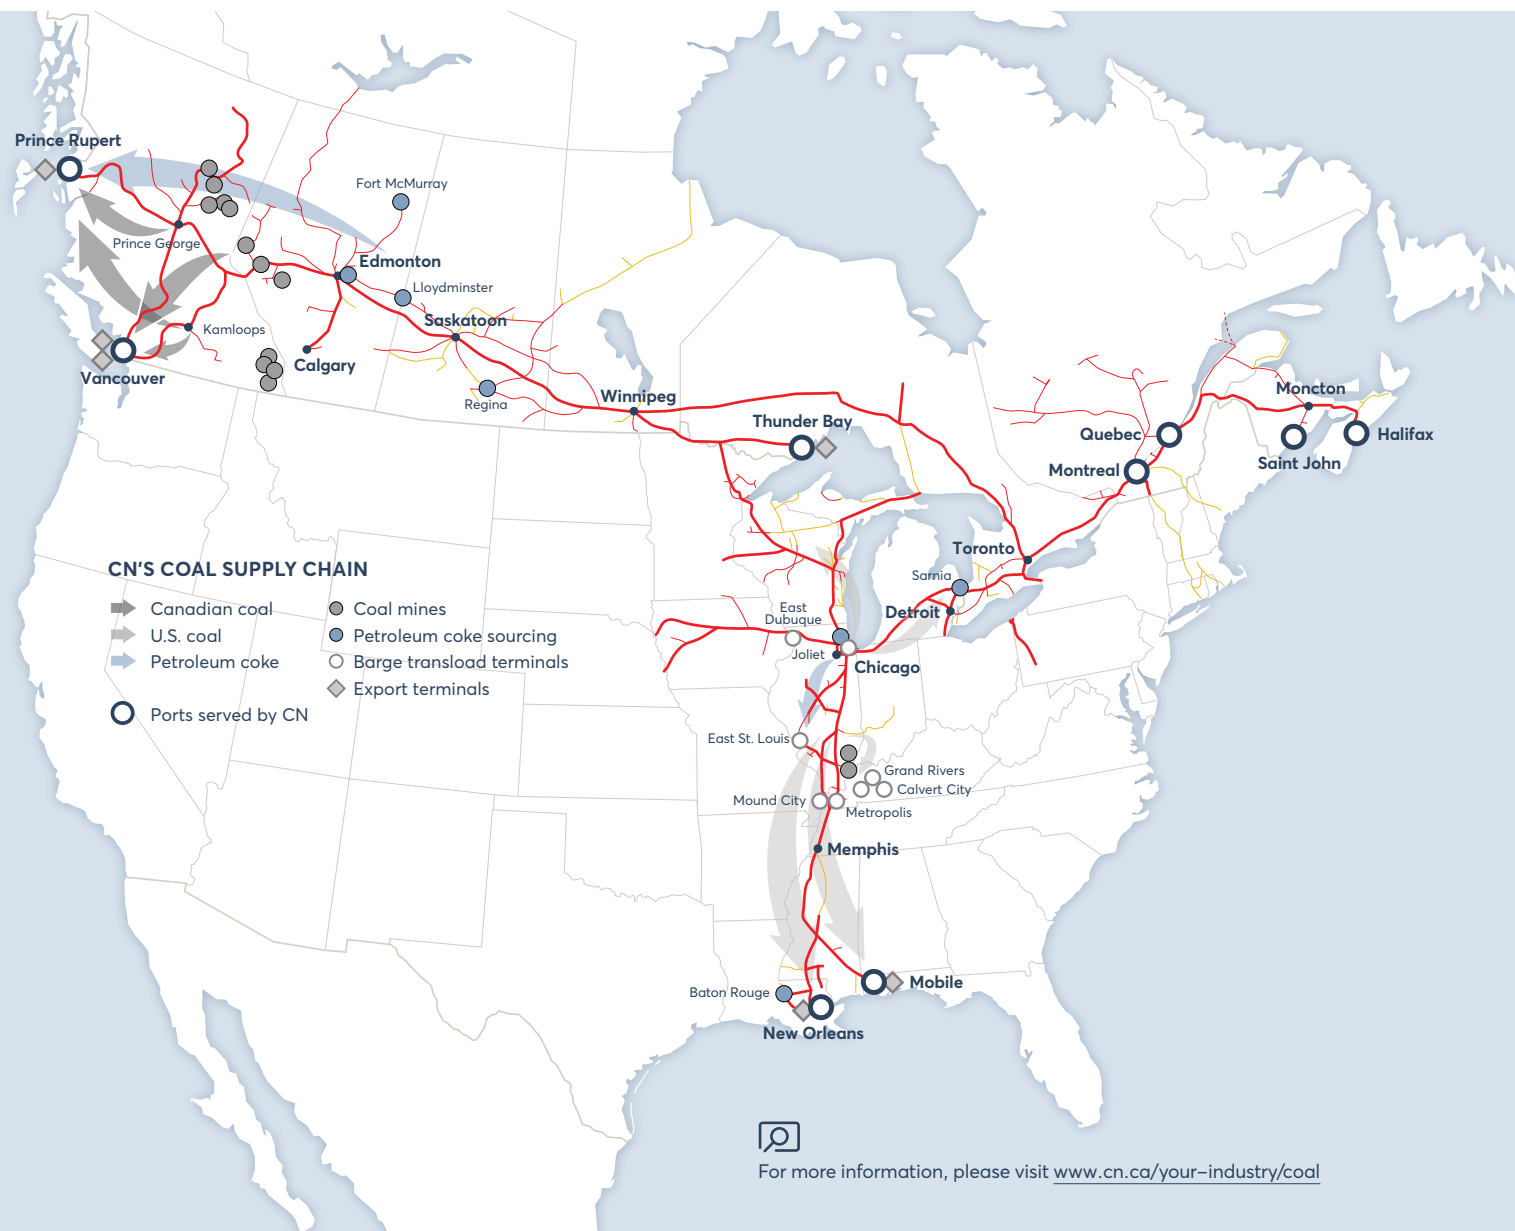 Prince Rupert
Fort McMurray
Prince George
Edmonton
Lloydminster
Saskatoon
Kamloops
Calgary
Vancouver
Regina
Winnipeg
Thunder Bay
Moncton
Quebec
Halifax
Saint John
Montreal
Toronto
Sarnia
Detroit
East
Dubuque
Joliet
Chicago
CN'S COAL SUPPLY CHAIN
Canadian coal
U.S. coal
Petroleum coke
Ports served by CN
Coal mines
Petroleum coke sourcing
Barge transload terminals
Export terminals
East St. Louis
Grand Rivers
Calvert City
Mound City
Metropolis
Memphis
Baton Rouge
Mobile
New Orleans
For more information, please visit www.cn.ca/your-industry/coal